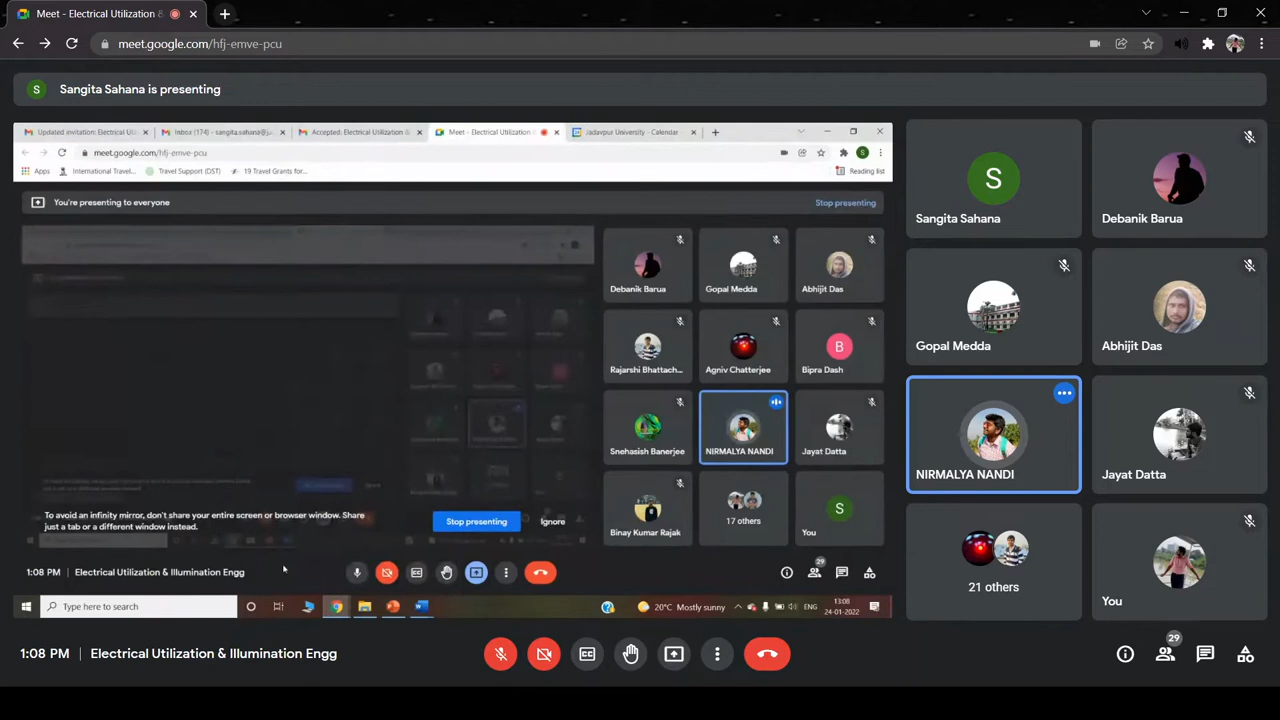 Meet - Electrical Utilization &
meet.google.com/hfj-emve-pcu
S
Sangita Sahana is presenting
Updated invitation: Electrical Uti
Inbox (174) - sangita.sahana@ju
Accepted: Electrical Utilization &
Meet - Electrical Utilization
Jadavpur University - Calendar
meet.google.com/hfj-emve-pcu
S
Apps
International Travel...
Travel Support (DST)
19 Travel Grants for...
Reading list
You're presenting to everyone
Stop presenting
Debanik Barua
Gopal Medda
Abhijit Das
Rajarshi Bhattach...
Agniv Chatterjee
B
Bipra Dash
Snehasish Banerjee
NIRMALYA NANDI
Jayat Datta
Binay Kumar Rajak
17 others
S
You
To avoid an infinity mirror, don't share your entire screen or browser window. Share
just a tab or a different window instead.
Stop presenting
Ignore
1:08 PM | Electrical Utilization & Illumination Engg
29
Type here to search
20°C Mostly sunny
ENG
13:08
24-01-2022
S
Sangita Sahana
Debanik Barua
Gopal Medda
Abhijit Das
NIRMALYA NANDI
Jayat Datta
21 others
You
1:08 PM | Electrical Utilization & Illumination Engg
29